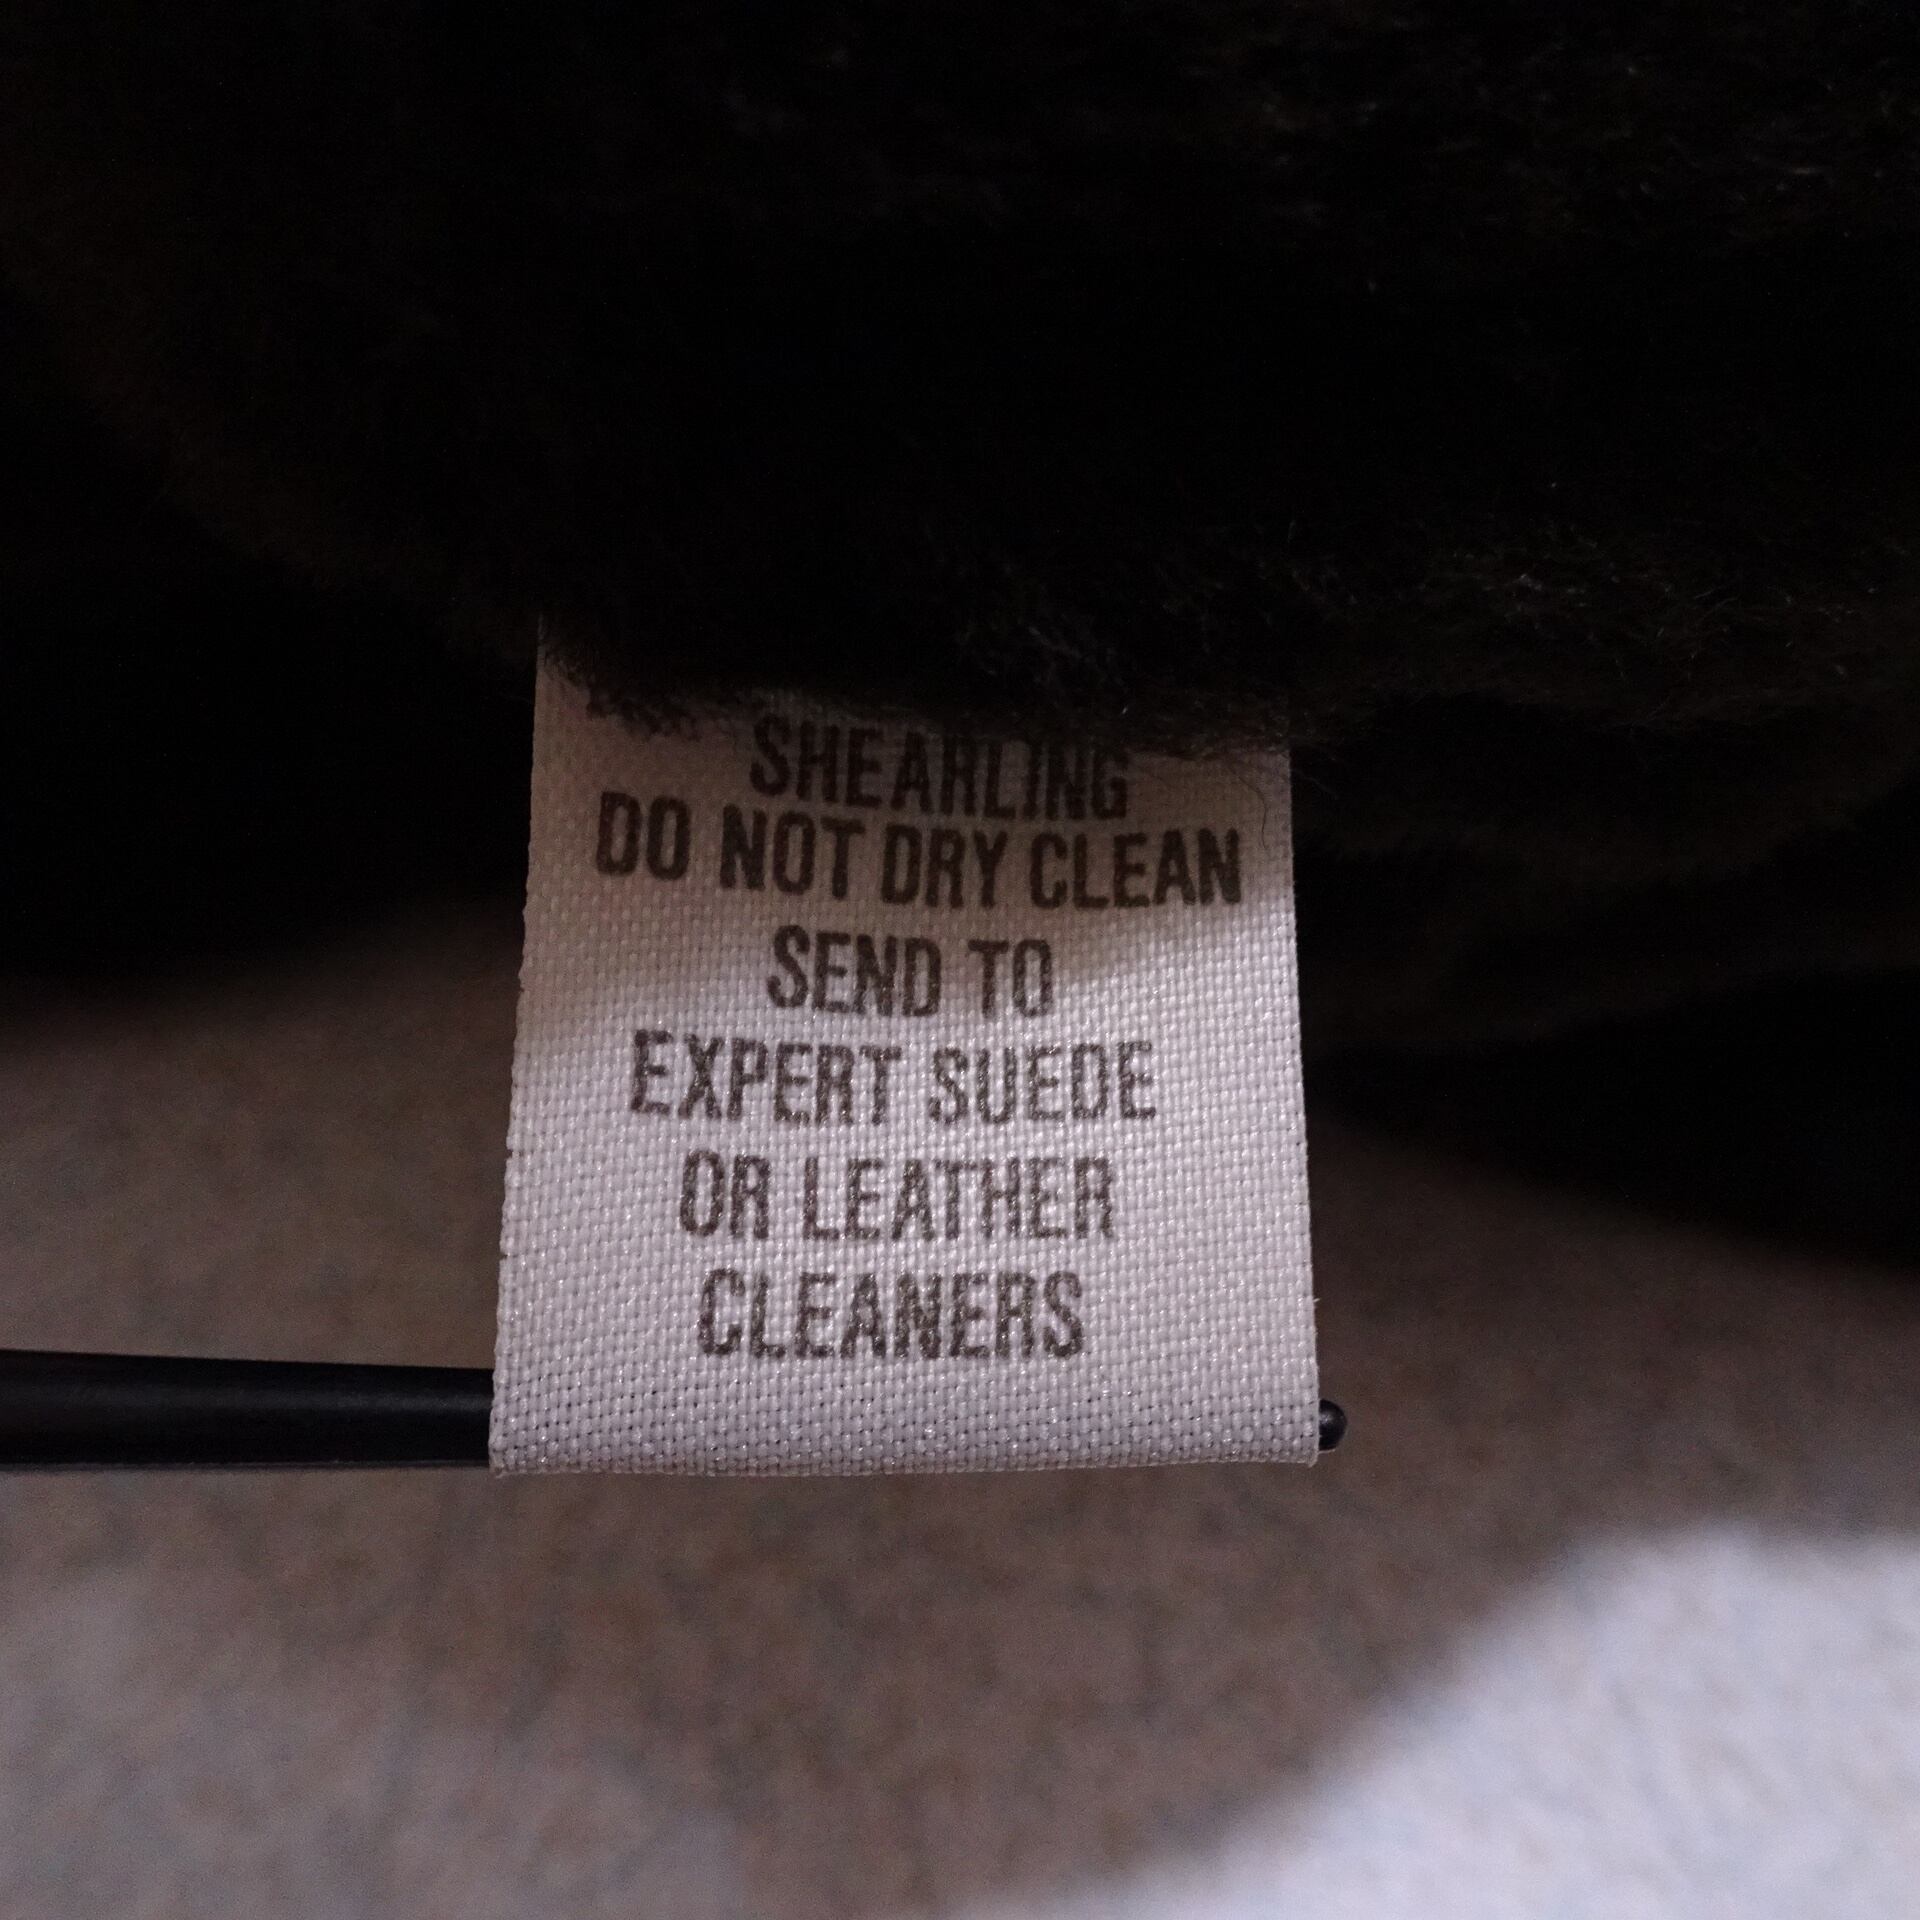 SHEARLING
DO NOT DRY CLEAN
SEND TO
EXPERT SUEDE
OR LEATHER
CLEANERS